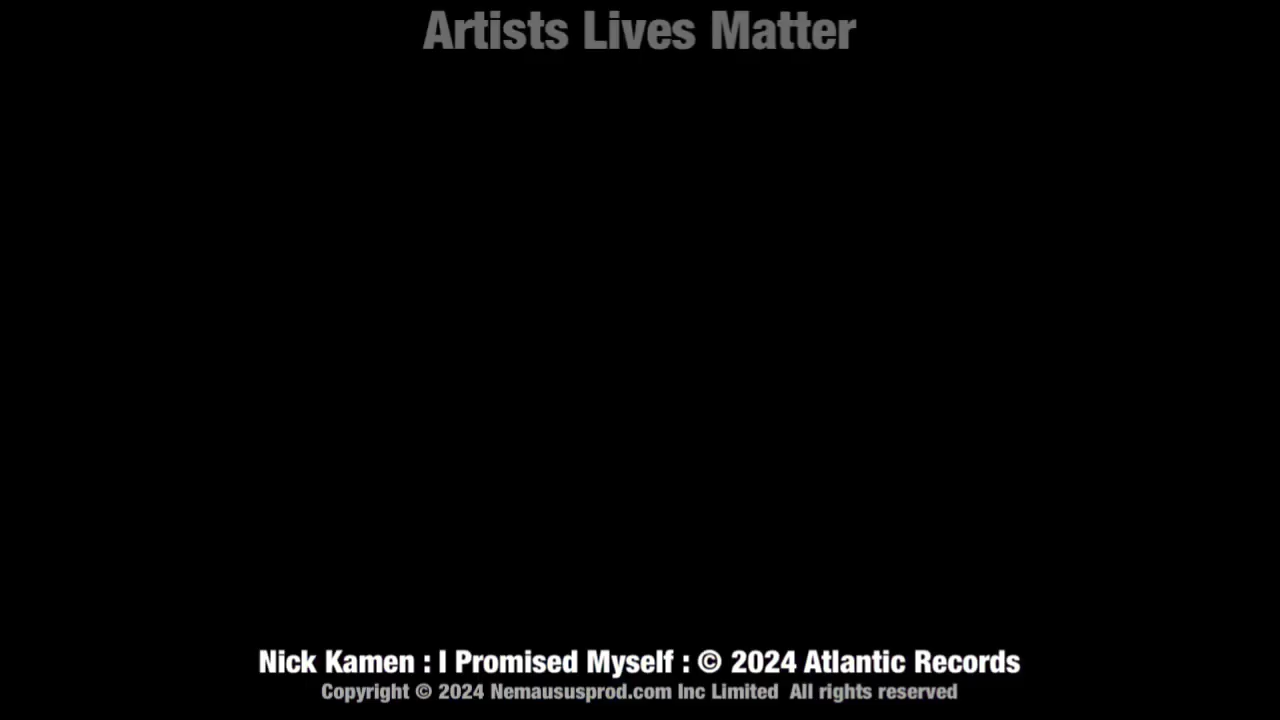 Artists Lives Matter
Nick Kamen : I Promised Myself : © 2024 Atlantic Records
Copyright © 2024 Nemaususprod.com Inc Limited All rights reserved